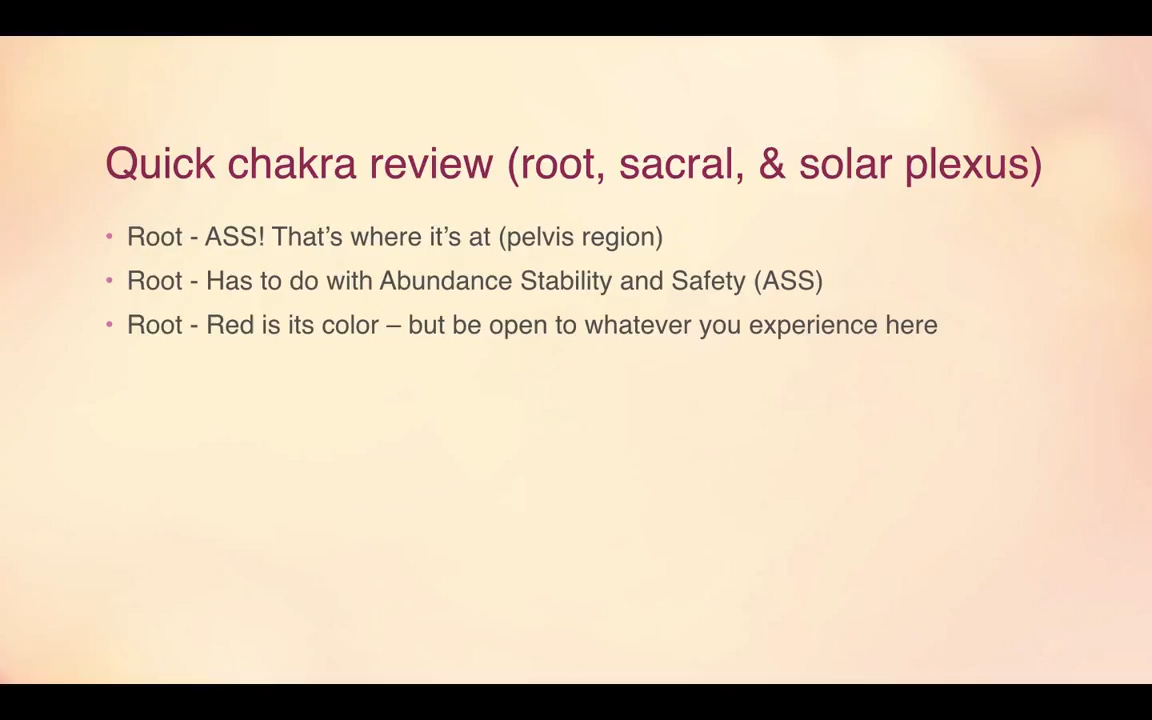 Quick chakra review (root, sacral, & solar plexus)
• Root - ASS! That’s where it’s at (pelvis region)
• Root - Has to do with Abundance Stability and Safety (ASS)
• Root - Red is its color – but be open to whatever you experience here